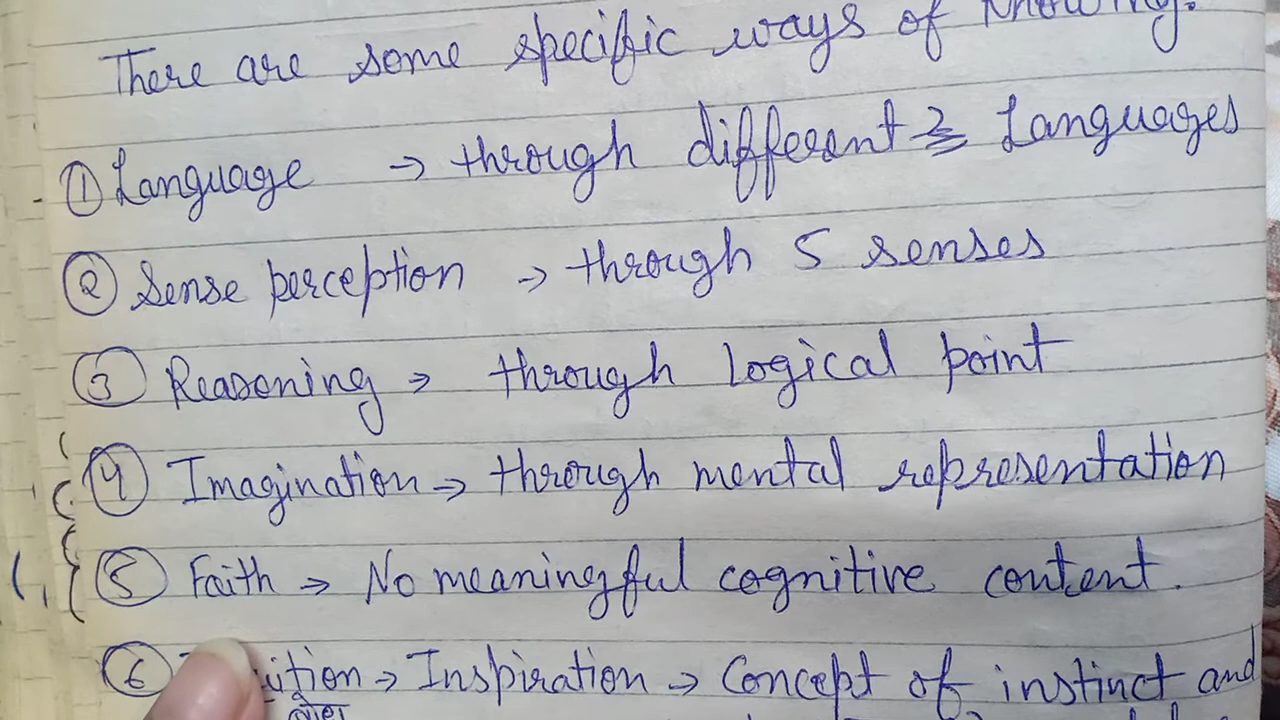 There are some specific ways of knowing.
① Language → through different 2 Languages
② Sense perception → through 5 senses
③ Reasoning → through logical point
④ Imagination → through mental representation
⑤ Faith → No meaningful cognitive content.
⑥ → Inspiration → Concept of instinct and